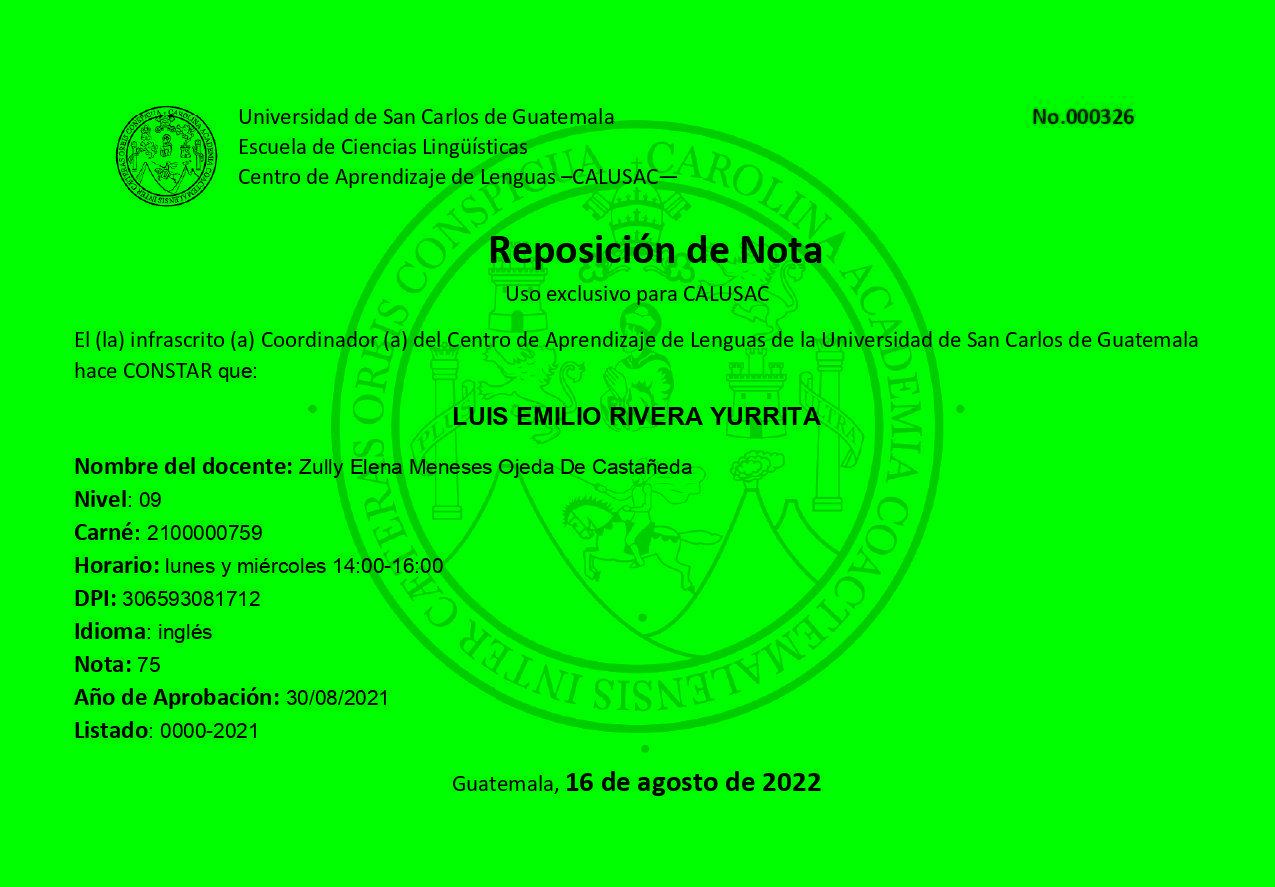 Universidad de San Carlos de Guatemala
No.000326
Escuela de Ciencias Lingüísticas
Centro de Aprendizaje de Lenguas –CALUSAC—
CAROLINA ACADEMIA COACTEMALENSIS INTER CAETERAS ORBIS CONSPIGUA
Reposición de Nota
Uso exclusivo para CALUSAC
El (la) infrascrito (a) Coordinador (a) del Centro de Aprendizaje de Lenguas de la Universidad de San Carlos de Guatemala
hace CONSTAR que:
LUIS EMILIO RIVERA YURRITA
Nombre del docente: Zully Elena Meneses Ojeda De Castañeda
Nivel: 09
Carné: 2100000759
Horario: lunes y miércoles 14:00-16:00
DPI: 306593081712
Idioma: inglés
Nota: 75
Año de Aprobación: 30/08/2021
Listado: 0000-2021
Guatemala, 16 de agosto de 2022